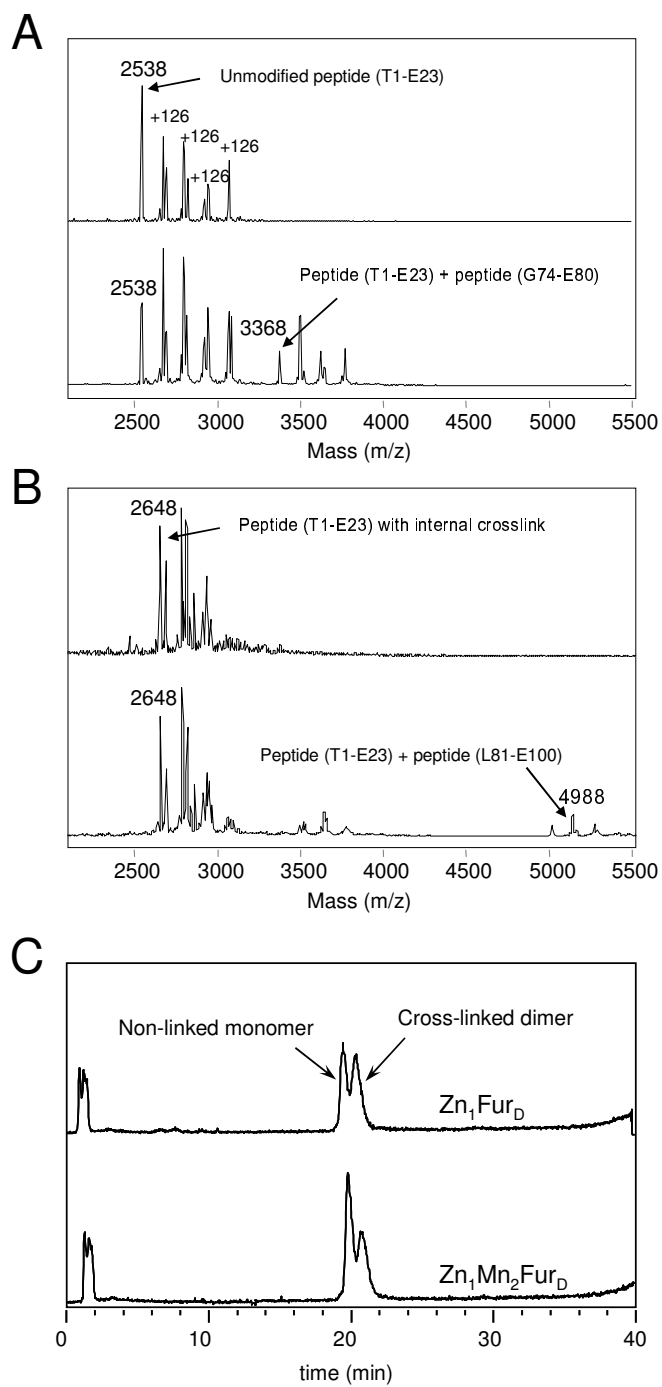 A
2538
Unmodified peptide (T1-E23)
+126
+126
+126
+126
Peptide (T1-E23) + peptide (G74-E80)
2538
3368
2500 3000 3500 4000 4500 5000 5500
Mass (m/z)
B
2648
Peptide (T1-E23) with internal crosslink
2648
Peptide (T1-E23) + peptide (L81-E100)
4988
2500 3000 3500 4000 4500 5000 5500
Mass (m/z)
C
Non-linked monomer
Cross-linked dimer
Zn₁Fur_D
Zn₁Mn₂Fur_D
0 10 20 30 40
time (min)